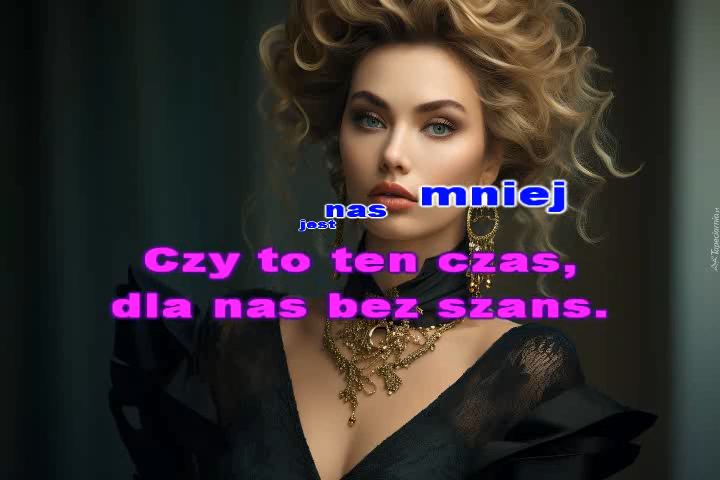 jest nas mniej
Czy to ten czas,
dla nas bez szans.